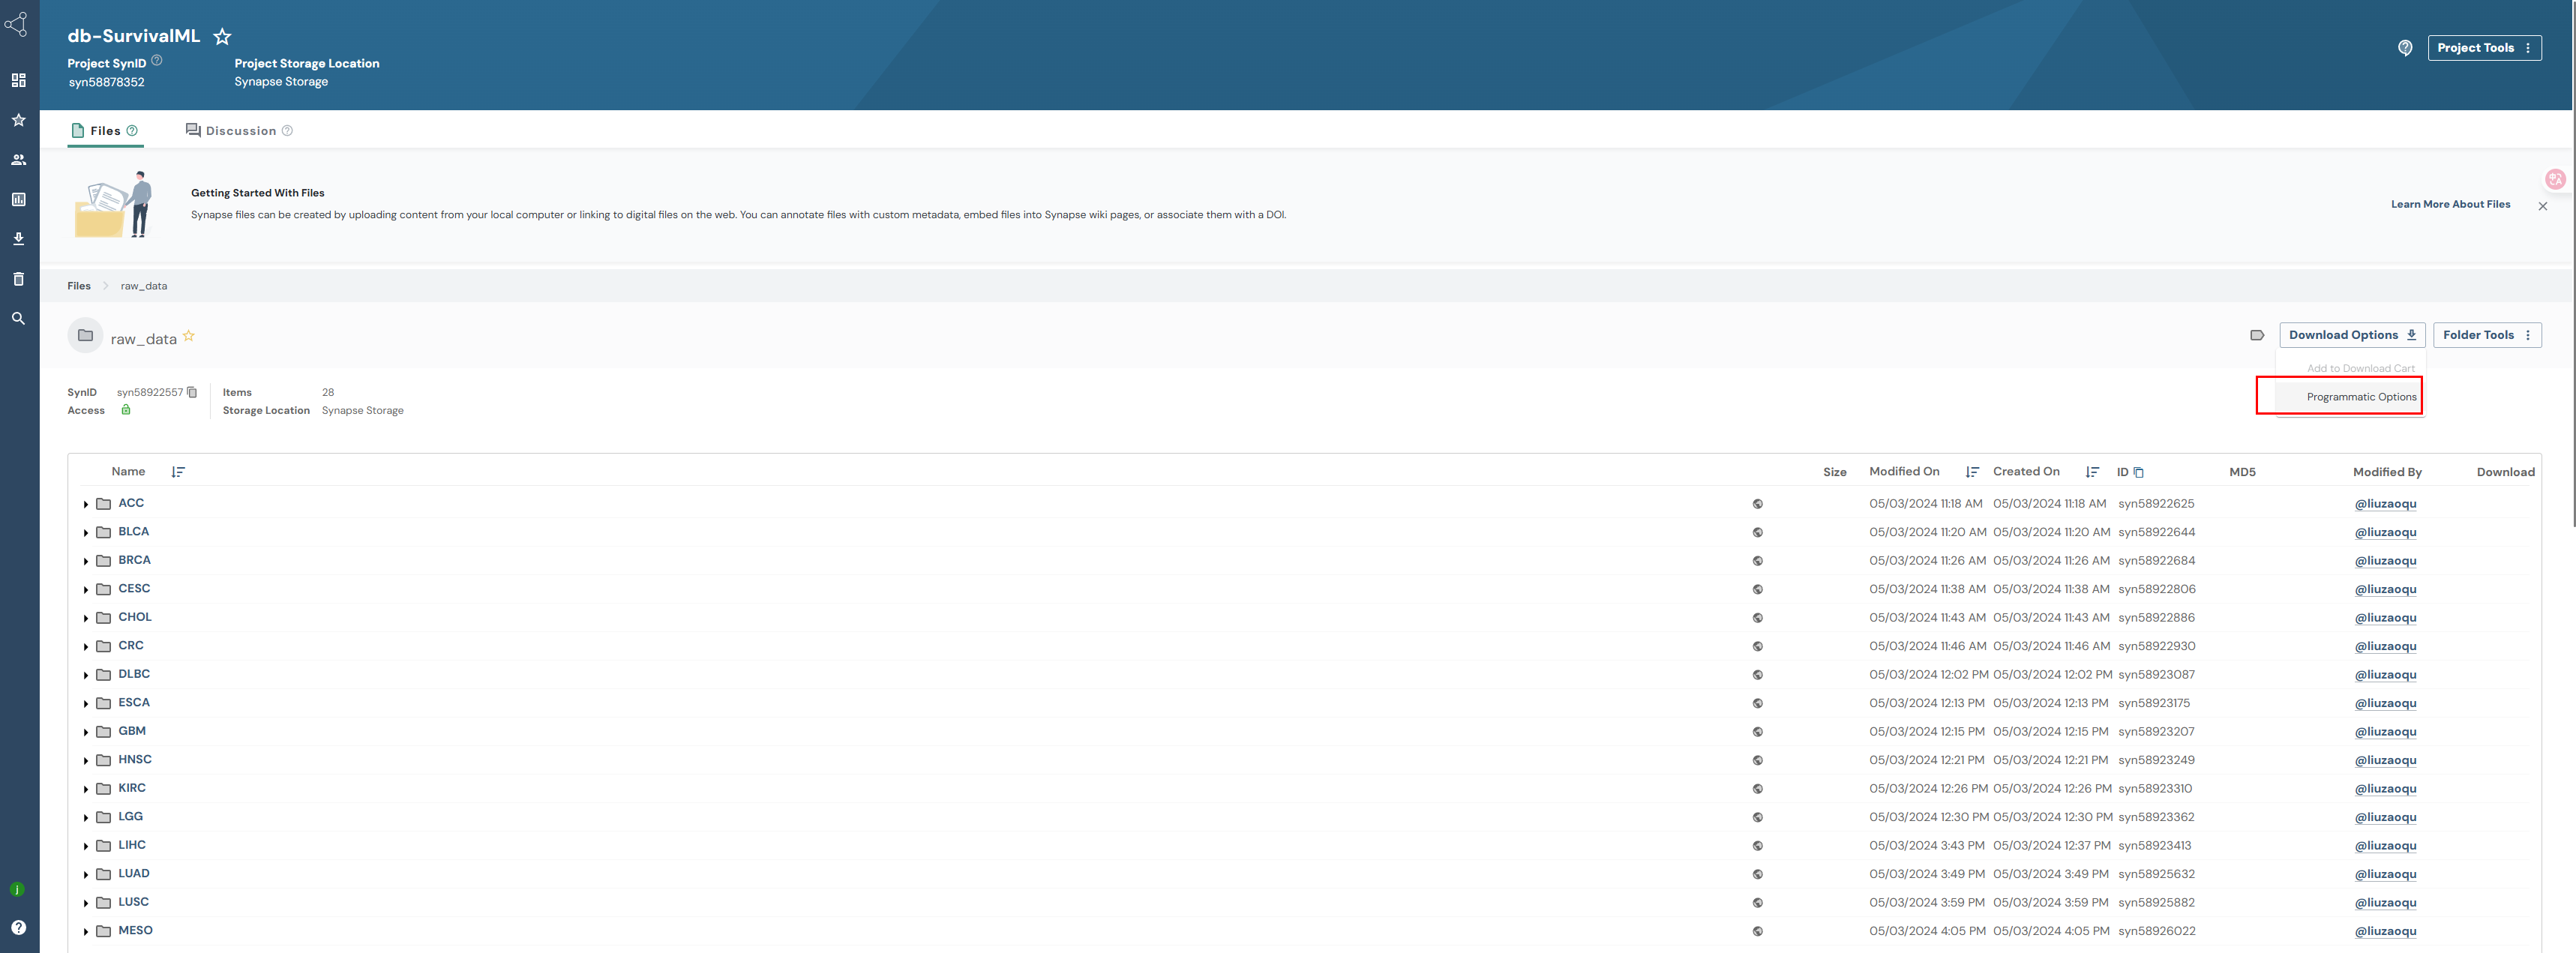 db-SurvivalML
Project SynID
Project Storage Location
syn58878352
Synapse Storage
Project Tools
Files
Discussion
Getting Started With Files
Synapse files can be created by uploading content from your local computer or linking to digital files on the web. You can annotate files with custom metadata, embed files into Synapse wiki pages, or associate them with a DOI.
Learn More About Files
Files raw_data
raw_data
Download Options
Folder Tools
Add to Download Cart
Programmatic Options
SynID syn58922557 Items 28
Access Storage Location Synapse Storage
Name Size Modified On Created On ID MD5 Modified By Download
ACC 05/03/2024 11:18 AM 05/03/2024 11:18 AM syn58922625 @liuzaoqu
BLCA 05/03/2024 11:20 AM 05/03/2024 11:20 AM syn58922644 @liuzaoqu
BRCA 05/03/2024 11:26 AM 05/03/2024 11:26 AM syn58922684 @liuzaoqu
CESC 05/03/2024 11:38 AM 05/03/2024 11:38 AM syn58922806 @liuzaoqu
CHOL 05/03/2024 11:43 AM 05/03/2024 11:43 AM syn58922886 @liuzaoqu
CRC 05/03/2024 11:46 AM 05/03/2024 11:46 AM syn58922930 @liuzaoqu
DLBC 05/03/2024 12:02 PM 05/03/2024 12:02 PM syn58923087 @liuzaoqu
ESCA 05/03/2024 12:13 PM 05/03/2024 12:13 PM syn58923175 @liuzaoqu
GBM 05/03/2024 12:15 PM 05/03/2024 12:15 PM syn58923207 @liuzaoqu
HNSC 05/03/2024 12:21 PM 05/03/2024 12:21 PM syn58923249 @liuzaoqu
KIRC 05/03/2024 12:26 PM 05/03/2024 12:26 PM syn58923310 @liuzaoqu
LGG 05/03/2024 12:30 PM 05/03/2024 12:30 PM syn58923362 @liuzaoqu
LIHC 05/03/2024 3:43 PM 05/03/2024 12:37 PM syn58923413 @liuzaoqu
LUAD 05/03/2024 3:49 PM 05/03/2024 3:49 PM syn58925632 @liuzaoqu
j
LUSC 05/03/2024 3:59 PM 05/03/2024 3:59 PM syn58925882 @liuzaoqu
MESO 05/03/2024 4:05 PM 05/03/2024 4:05 PM syn58926022 @liuzaoqu